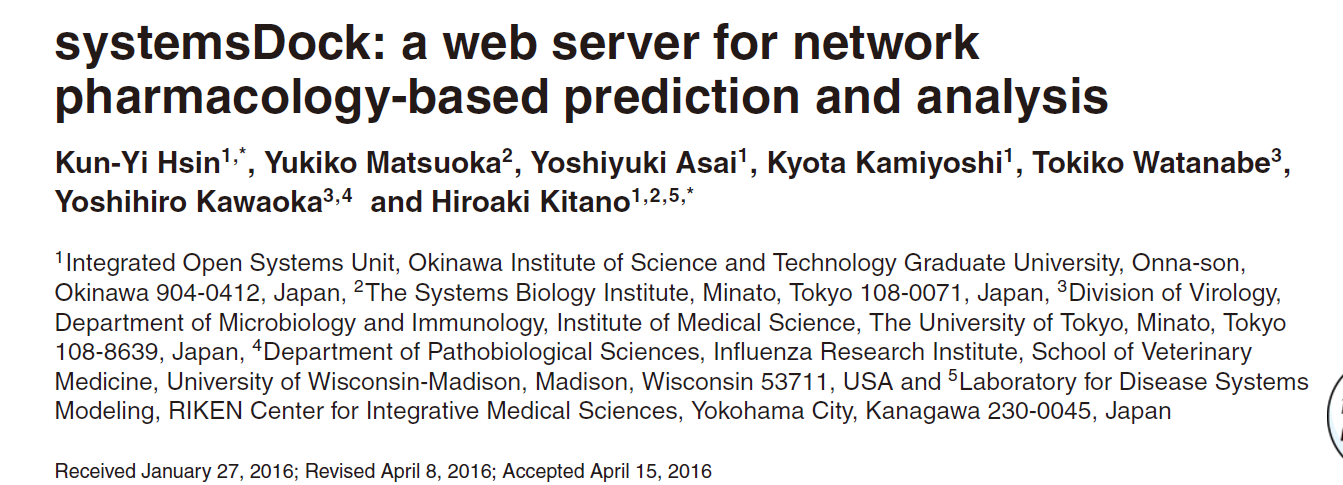 systemsDock: a web server for network
pharmacology-based prediction and analysis
Kun-Yi Hsin1,*, Yukiko Matsuoka2, Yoshiyuki Asai1, Kyota Kamiyoshi1, Tokiko Watanabe3,
Yoshihiro Kawaoka3,4 and Hiroaki Kitano1,2,5,*
1Integrated Open Systems Unit, Okinawa Institute of Science and Technology Graduate University, Onna-son,
Okinawa 904-0412, Japan, 2The Systems Biology Institute, Minato, Tokyo 108-0071, Japan, 3Division of Virology,
Department of Microbiology and Immunology, Institute of Medical Science, The University of Tokyo, Minato, Tokyo
108-8639, Japan, 4Department of Pathobiological Sciences, Influenza Research Institute, School of Veterinary
Medicine, University of Wisconsin-Madison, Madison, Wisconsin 53711, USA and 5Laboratory for Disease Systems
Modeling, RIKEN Center for Integrative Medical Sciences, Yokohama City, Kanagawa 230-0045, Japan
Received January 27, 2016; Revised April 8, 2016; Accepted April 15, 2016